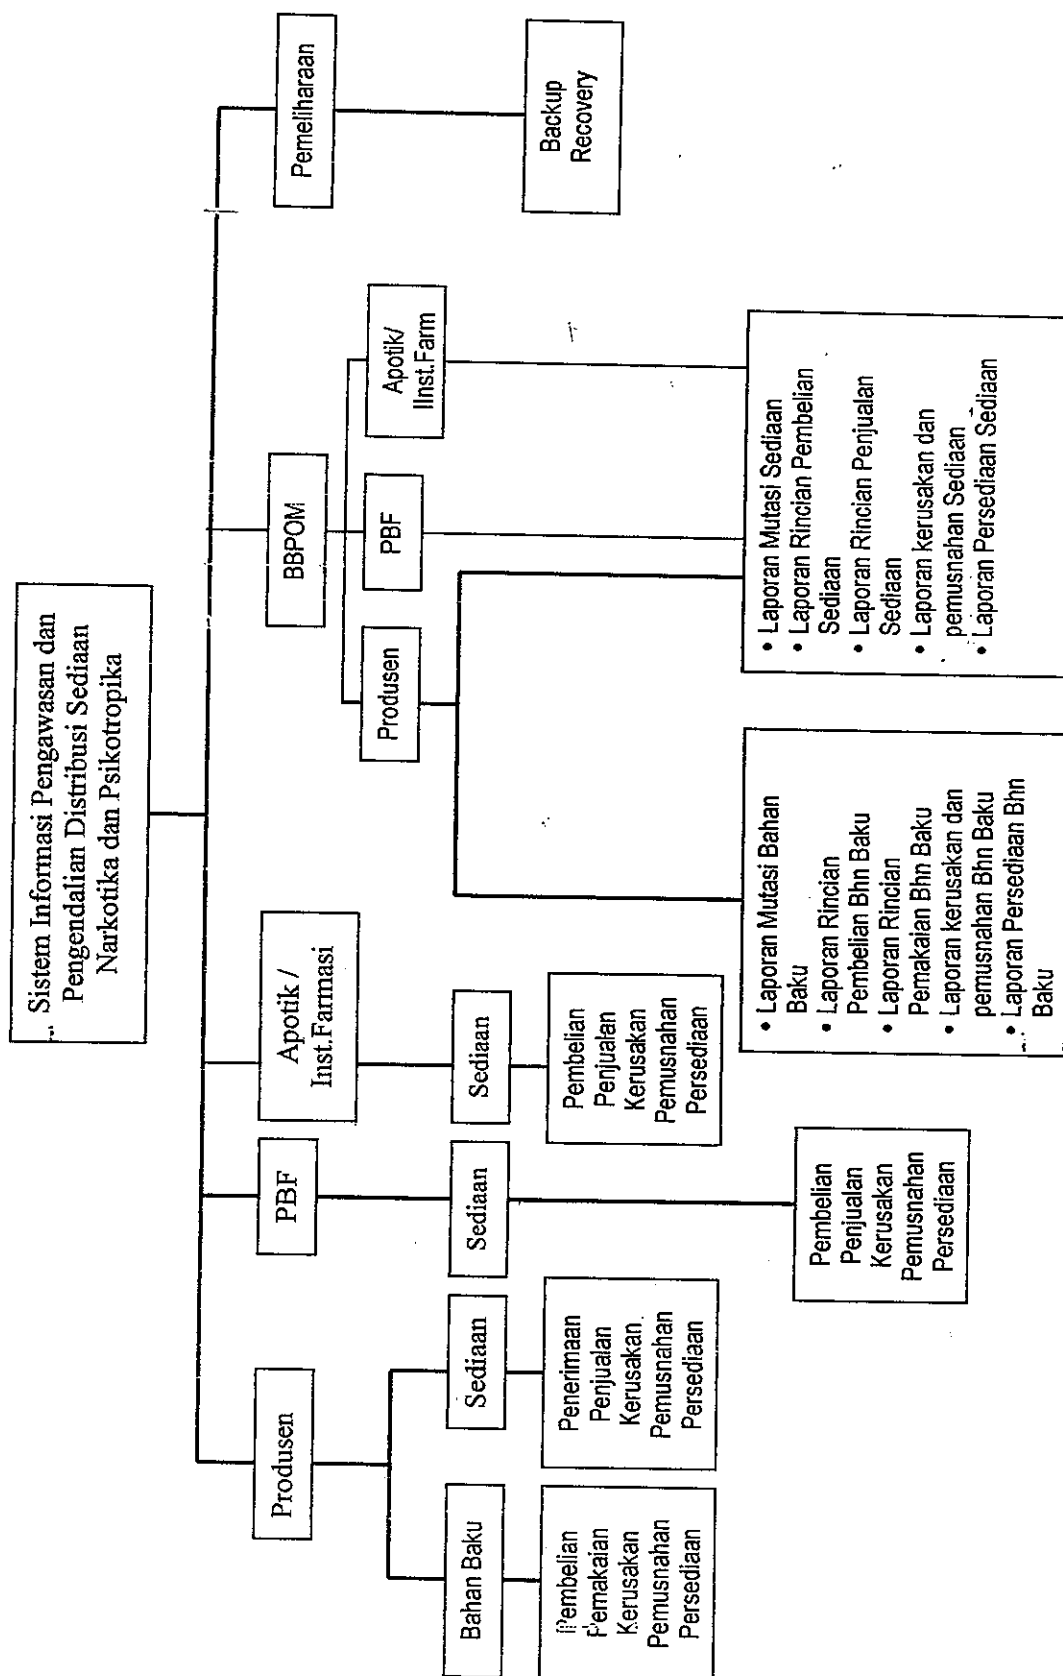 Sistem Informasi Pengawasan dan
Pengendalian Distribusi Sediaan
Narkotika dan Psikotropika
Produsen
PBF
Apotik /
Inst.Farmasi
BBPOM
Pemeliharaan
Bahan Baku
Sediaan
Sediaan
Sediaan
Produsen
PBF
Apotik/
IInst.Farm
Backup
Recovery
Pembelian
Pemakaian
Kerusakan
Pemusnahan
Persediaan
Penerimaan
Penjualan
Kerusakan
Pemusnahan
Persediaan
Pembelian
Penjualan
Kerusakan
Pemusnahan
Persediaan
Pembelian
Penjualan
Kerusakan
Pemusnahan
Persediaan
• Laporan Mutasi Bahan
Baku
• Laporan Rincian
Pembelian Bhn Baku
• Laporan Rincian
Pemakaian Bhn Baku
• Laporan kerusakan dan
pemusnahan Bhn Baku
• Laporan Persediaan Bhn
Baku
• Laporan Mutasi Sediaan
• Laporan Rincian Pembelian
Sediaan
• Laporan Rincian Penjualan
Sediaan
• Laporan kerusakan dan
pemusnahan Sediaan
• Laporan Persediaan Sediaan